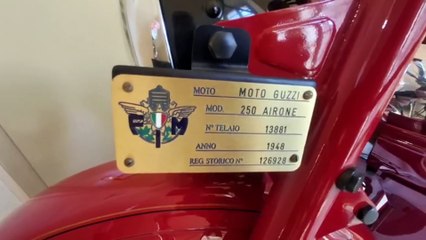 MOTO MOTO GUZZI
MOD. 250 AIRONE
N° TELAIO 13881
ANNO 1948
REG STORICO N° 126928
F I M